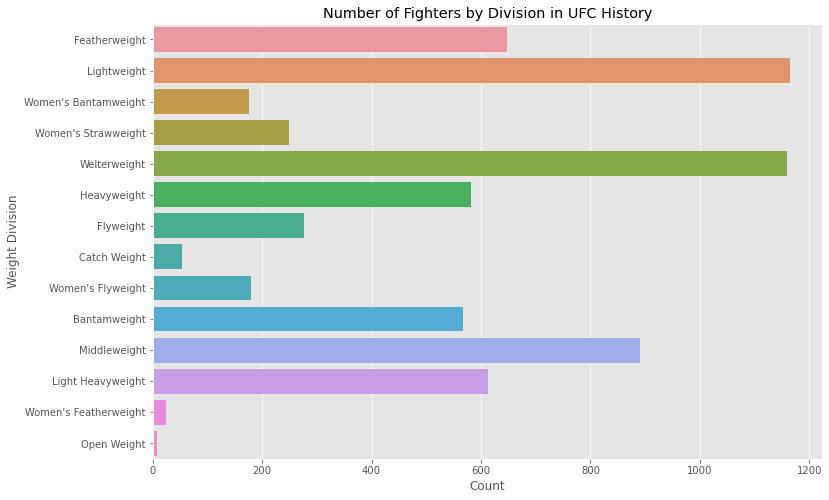 Number of Fighters by Division in UFC History
Weight Division
Featherweight
Lightweight
Women's Bantamweight
Women's Strawweight
Welterweight
Heavyweight
Flyweight
Catch Weight
Women's Flyweight
Bantamweight
Middleweight
Light Heavyweight
Women's Featherweight
Open Weight
0 200 400 600 800 1000 1200
Count